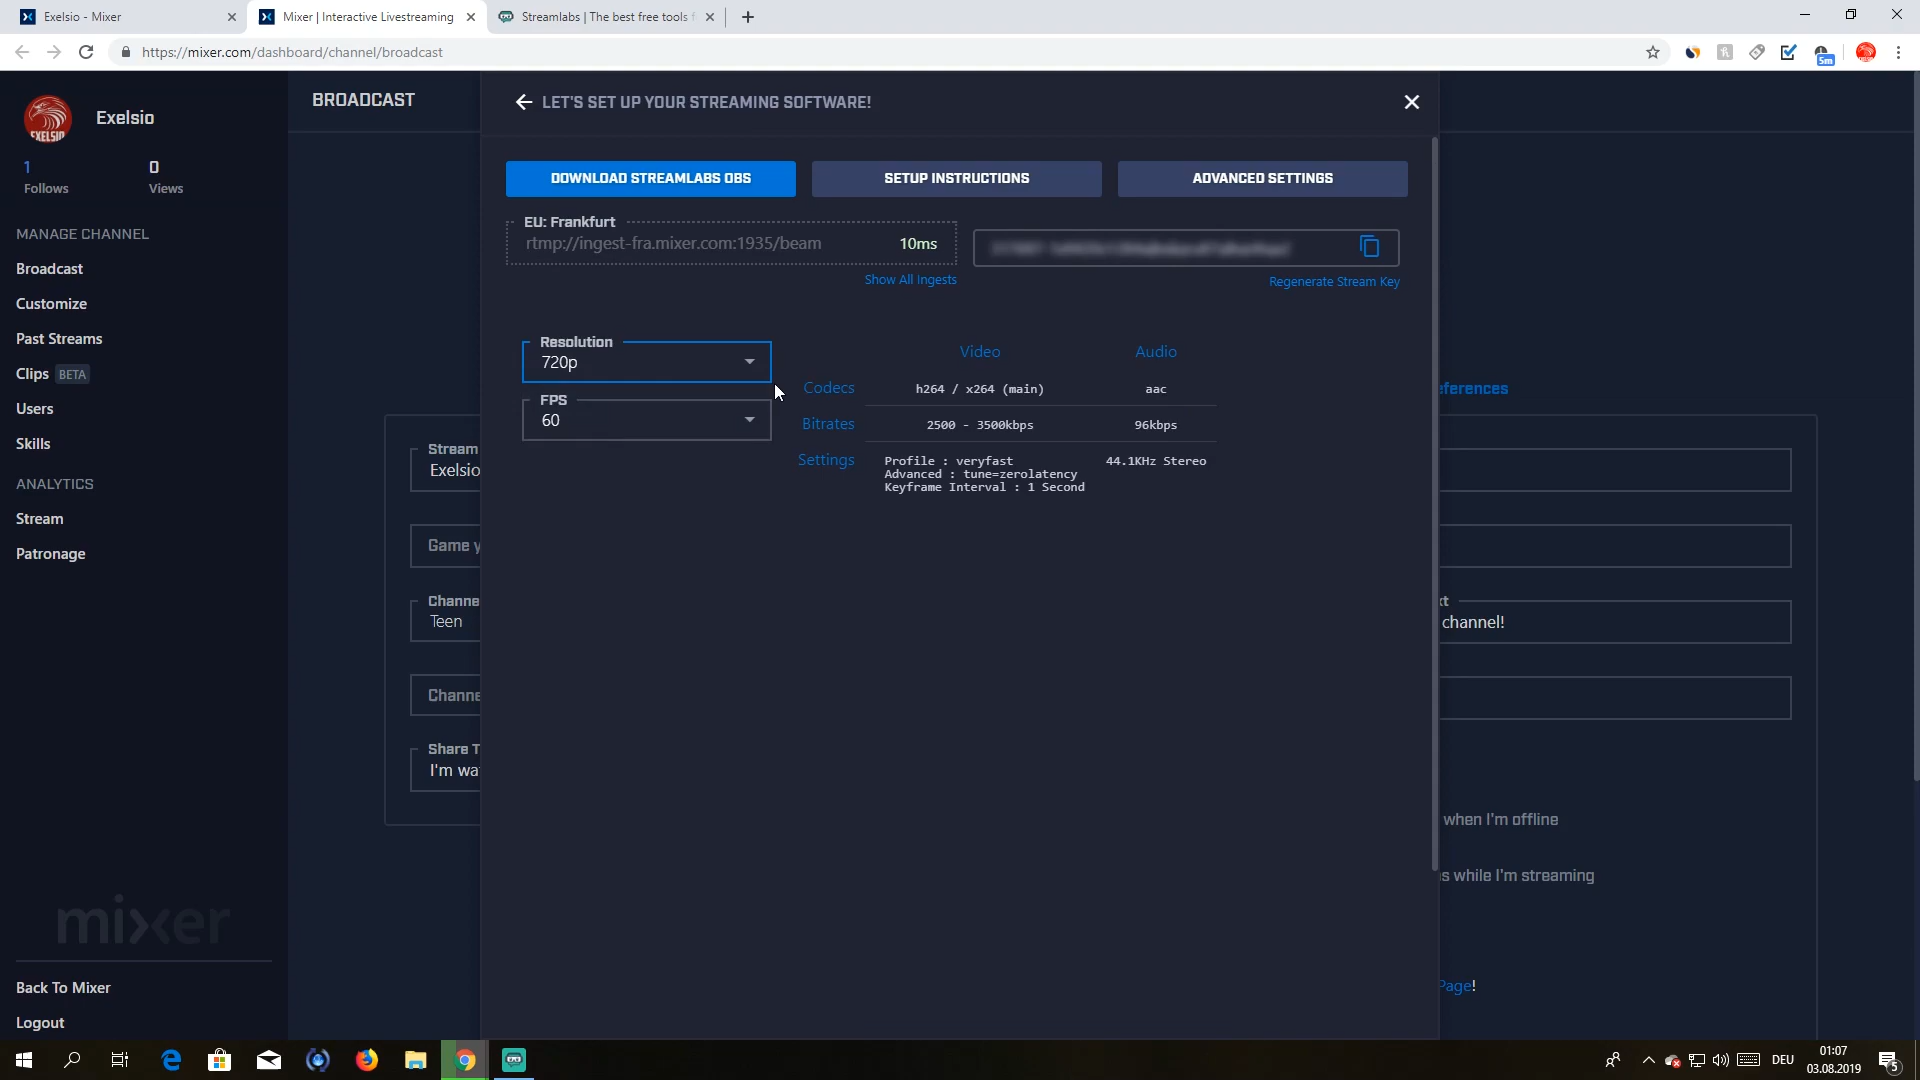 Exelsio - Mixer
Mixer | Interactive Livestreaming
Streamlabs | The best free tools f
https://mixer.com/dashboard/channel/broadcast
5m
EXELSIO
Exelsio
1
Follows
0
Views
MANAGE CHANNEL
Broadcast
Customize
Past Streams
Clips BETA
Users
Skills
ANALYTICS
Stream
Patronage
mixer
Back To Mixer
Logout
BROADCAST
Stream
Exelsio
Game y
Channe
Teen
Channe
Share T
I'm wa
LET'S SET UP YOUR STREAMING SOFTWARE!
DOWNLOAD STREAMLABS OBS
SETUP INSTRUCTIONS
ADVANCED SETTINGS
EU: Frankfurt
rtmp://ingest-fra.mixer.com:1935/beam
10ms
Show All Ingests
Regenerate Stream Key
Resolution
720p
FPS
60
Video Audio
Codecs h264 / x264 (main) aac
Bitrates 2500 - 3500kbps 96kbps
Settings Profile : veryfast 44.1KHz Stereo
Advanced : tune=zerolatency
Keyframe Interval : 1 Second
eferences
xt
channel!
when I'm offline
s while I'm streaming
Page!
DEU
01:07
03.08.2019
5